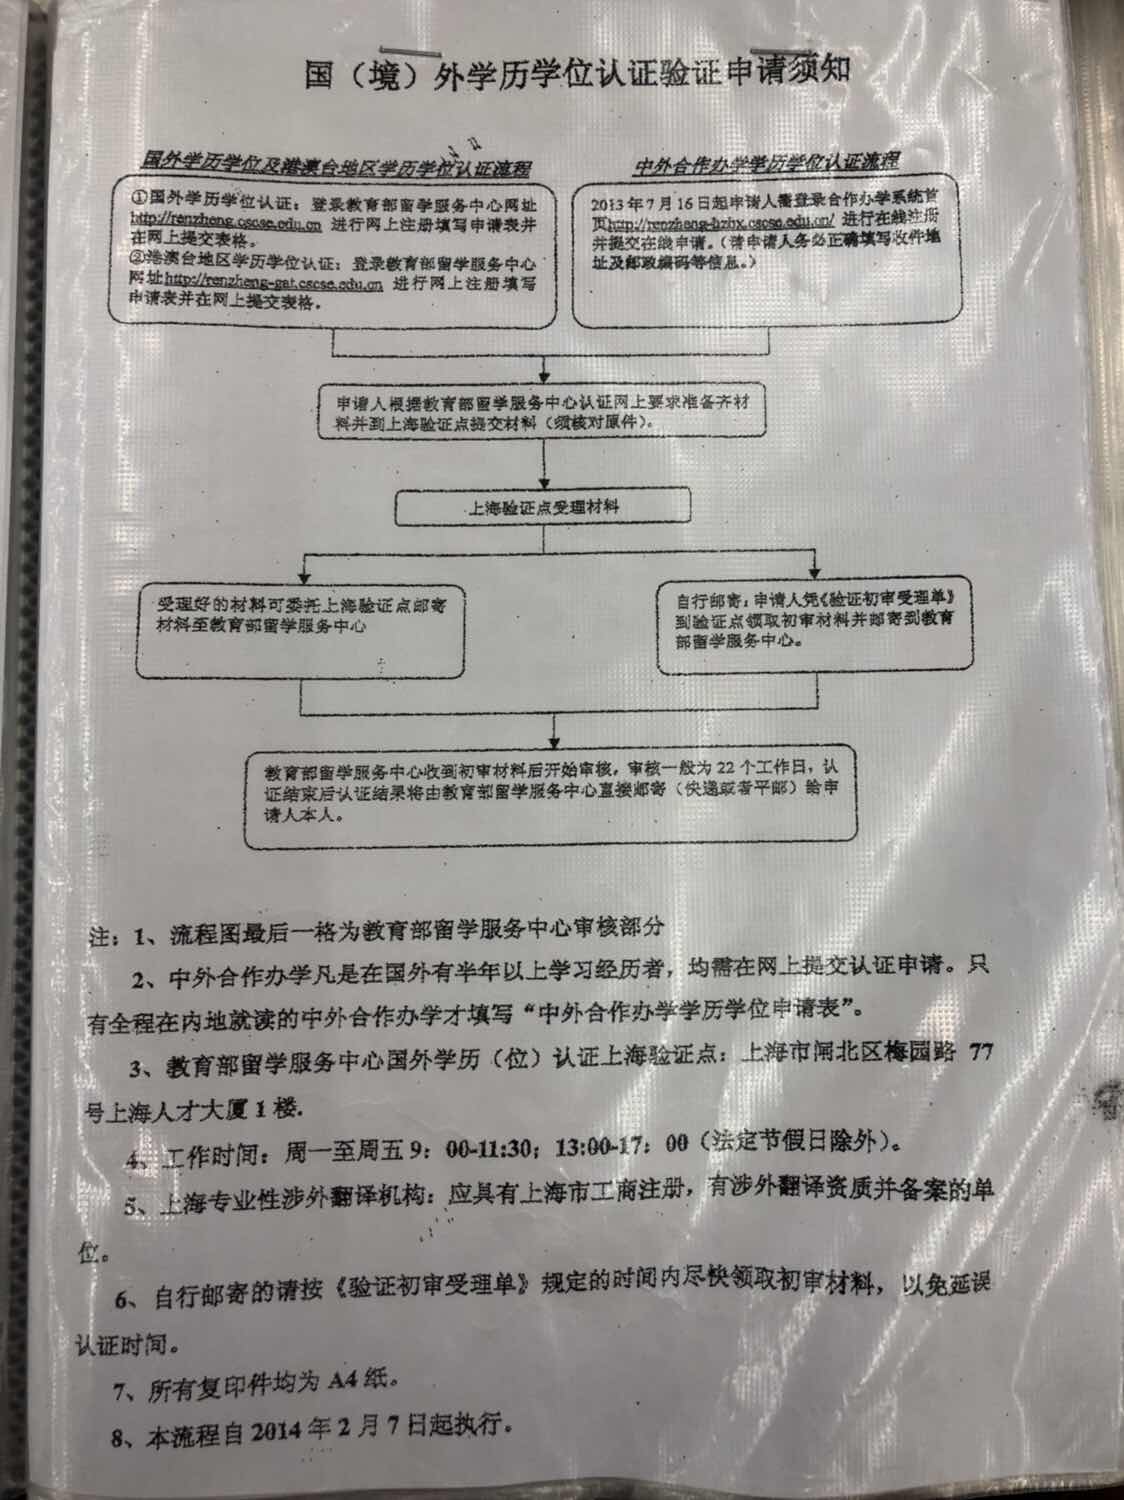 国（境）外学历学位认证验证申请须知
国外学历学位及港澳台地区学历学位认证流程
①国外学历学位认证：登录教育部留学服务中心网址
http://renzheng.cscse.edu.cn 进行网上注册填写申请表并
在网上提交表格。
②港澳台地区学历学位认证：登录教育部留学服务中心
网址http://renzheng-gat.cscse.edu.cn 进行网上注册填写
申请表并在网上提交表格。
中外合作办学学历学位认证流程
2013年7月16日起申请人需登录合作办学系统首
页http://renzheng-hzbx.cscse.edu.cn/ 进行在线注册
并提交在线申请。（请申请人务必正确填写收件地
址及邮政编码等信息。）
申请人根据教育部留学服务中心认证网上要求准备齐材
料并到上海验证点提交材料（须核对原件）。
上海验证点受理材料
受理好的材料可委托上海验证点邮寄
材料至教育部留学服务中心
自行邮寄：申请人凭《验证初审受理单》
到验证点领取初审材料并邮寄到教育
部留学服务中心。
教育部留学服务中心收到初审材料后开始审核，审核一般为22个工作日，认
证结束后认证结果将由教育部留学服务中心直接邮寄（快递或者平邮）给申
请人本人。
注：1、流程图最后一格为教育部留学服务中心审核部分
2、中外合作办学凡是在国外有半年以上学习经历者，均需在网上提交认证申请。只
有全程在内地就读的中外合作办学才填写“中外合作办学学历学位申请表”。
3、教育部留学服务中心国外学历（位）认证上海验证点：上海市闸北区梅园路 77
号上海人才大厦1楼.
4、工作时间：周一至周五9：00-11:30；13:00-17：00（法定节假日除外）。
5、上海专业性涉外翻译机构：应具有上海市工商注册，有涉外翻译资质并备案的单
位。
6、自行邮寄的请按《验证初审受理单》规定的时间内尽快领取初审材料，以免延误
认证时间。
7、所有复印件均为A4纸。
8、本流程自2014年2月7日起执行。